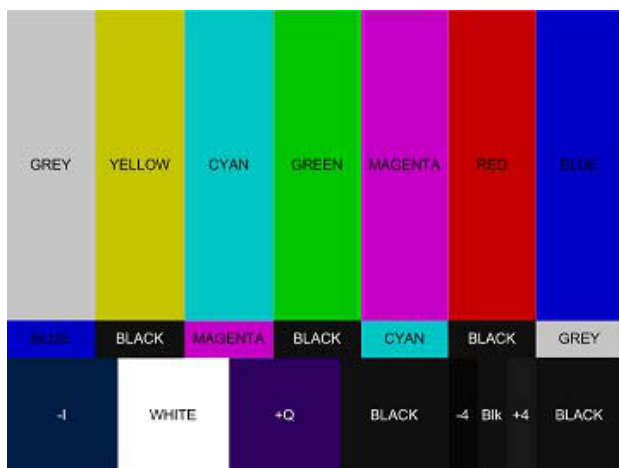 GREY YELLOW CYAN GREEN MAGENTA RED BLUE
BLUE BLACK MAGENTA BLACK CYAN BLACK GREY
-I WHITE +Q BLACK -4 Blk +4 BLACK